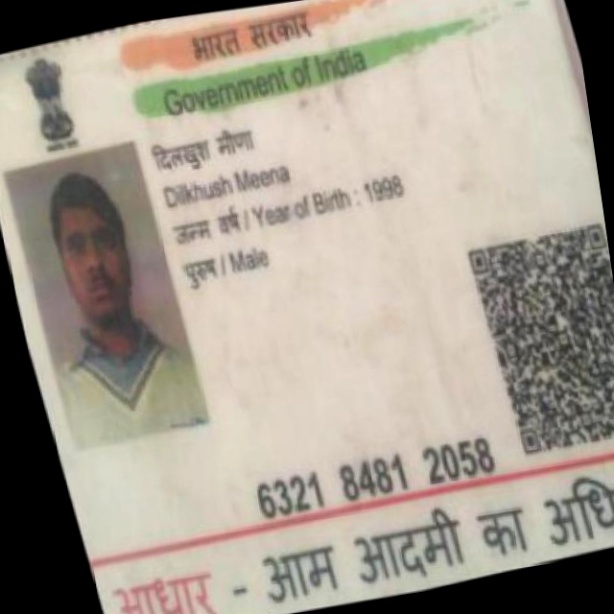 भारत सरकार
Government of India
दिलखुश मीणा
Dilkhush Meena
जन्म वर्ष / Year of Birth : 1998
पुरुष / Male
6321 8481 2058
आधार - आम आदमी का